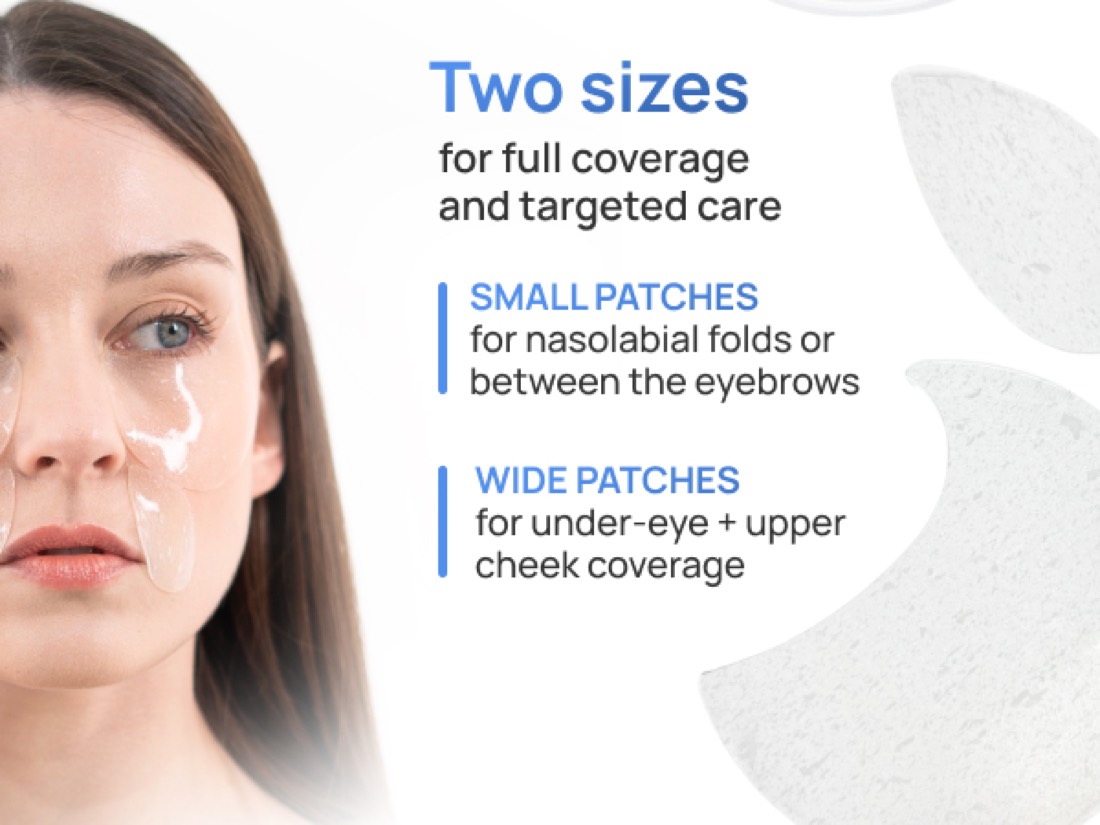 Two sizes
for full coverage
and targeted care
SMALL PATCHES
for nasolabial folds or
between the eyebrows
WIDE PATCHES
for under-eye + upper
cheek coverage